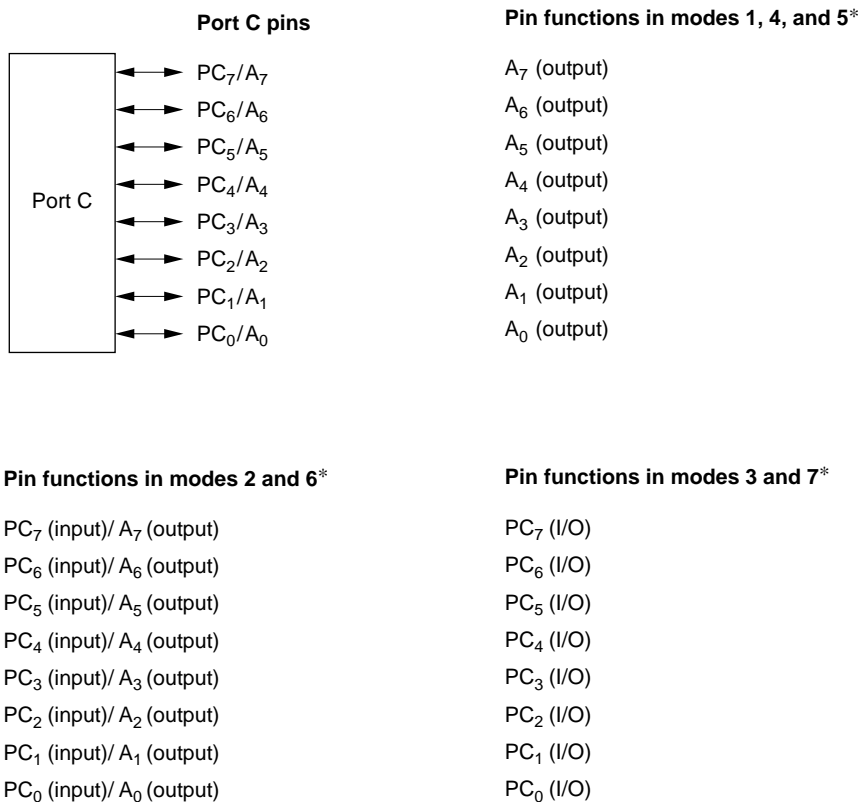 Port C pins
Pin functions in modes 1, 4, and 5*
Port C
PC7/A7
A7 (output)
PC6/A6
A6 (output)
PC5/A5
A5 (output)
PC4/A4
A4 (output)
PC3/A3
A3 (output)
PC2/A2
A2 (output)
PC1/A1
A1 (output)
PC0/A0
A0 (output)
Pin functions in modes 2 and 6*
Pin functions in modes 3 and 7*
PC7 (input)/ A7 (output)
PC7 (I/O)
PC6 (input)/ A6 (output)
PC6 (I/O)
PC5 (input)/ A5 (output)
PC5 (I/O)
PC4 (input)/ A4 (output)
PC4 (I/O)
PC3 (input)/ A3 (output)
PC3 (I/O)
PC2 (input)/ A2 (output)
PC2 (I/O)
PC1 (input)/ A1 (output)
PC1 (I/O)
PC0 (input)/ A0 (output)
PC0 (I/O)